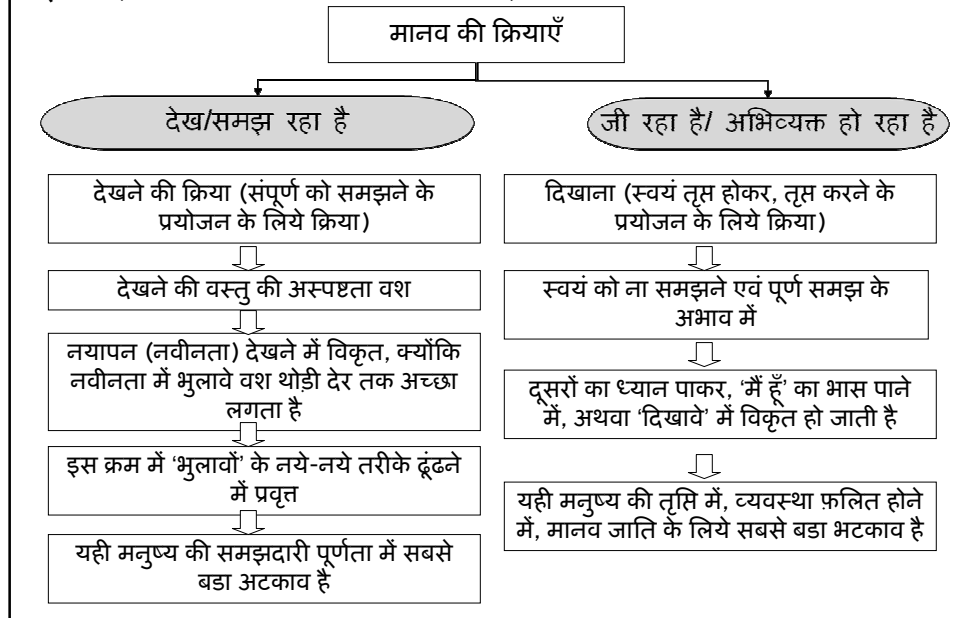 मानव की क्रियाएँ
देख/समझ रहा है
देखने की क्रिया (संपूर्ण को समझने के
प्रयोजन के लिये क्रिया)
देखने की वस्तु की अस्पष्टता वश
नयापन (नवीनता) देखने में विकृत, क्योंकि
नवीनता में भुलावे वश थोड़ी देर तक अच्छा
लगता है
इस क्रम में ‘भुलावों’ के नये-नये तरीके ढूंढने
में प्रवृत्त
यही मनुष्य की समझदारी पूर्णता में सबसे
बडा अटकाव है
जी रहा है/ अभिव्यक्त हो रहा है
दिखाना (स्वयं तृप्त होकर, तृप्त करने के
प्रयोजन के लिये क्रिया)
स्वयं को ना समझने एवं पूर्ण समझ के
अभाव में
दूसरों का ध्यान पाकर, ‘मैं हूँ’ का भास पाने
में, अथवा ‘दिखावे’ में विकृत हो जाती है
यही मनुष्य की तृप्ति में, व्यवस्था फ़लित होने
में, मानव जाति के लिये सबसे बडा भटकाव है